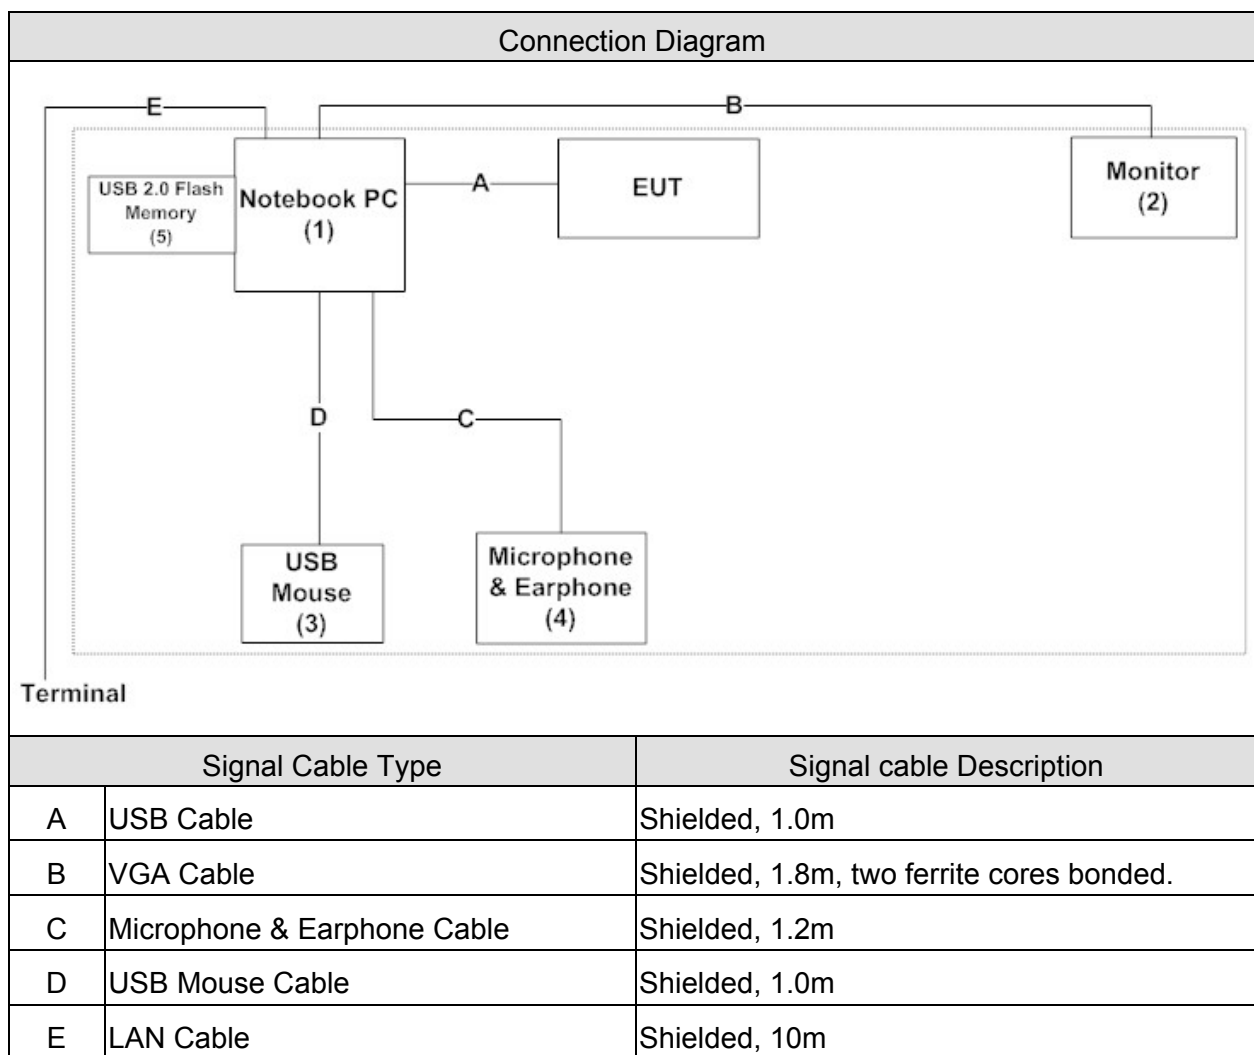 Connection Diagram
E
B
USB 2.0 Flash
Memory
(5)
Notebook PC
(1)
A
EUT
Monitor
(2)
D
C
USB
Mouse
(3)
Microphone
& Earphone
(4)
Terminal
Signal Cable Type Signal cable Description
A USB Cable Shielded, 1.0m
B VGA Cable Shielded, 1.8m, two ferrite cores bonded.
C Microphone & Earphone Cable Shielded, 1.2m
D USB Mouse Cable Shielded, 1.0m
E LAN Cable Shielded, 10m